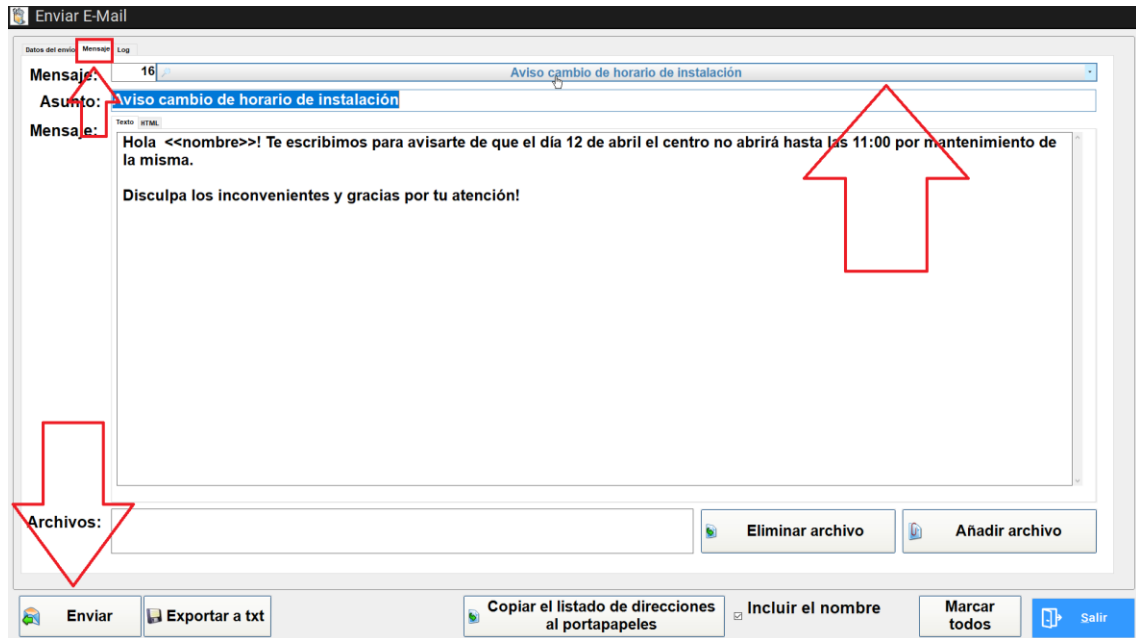 Enviar E-Mail
Datos del envio Mensaje Log
Mensaje: 16 Aviso cambio de horario de instalación
Asunto: Aviso cambio de horario de instalación
Mensaje: Texto HTML
Hola <<nombre>>! Te escribimos para avisarte de que el día 12 de abril el centro no abrirá hasta las 11:00 por mantenimiento de
la misma.
Disculpa los inconvenientes y gracias por tu atención!
Archivos: Eliminar archivo Añadir archivo
Enviar Exportar a txt Copiar el listado de direcciones
al portapapeles Incluir el nombre Marcar
todos Salir